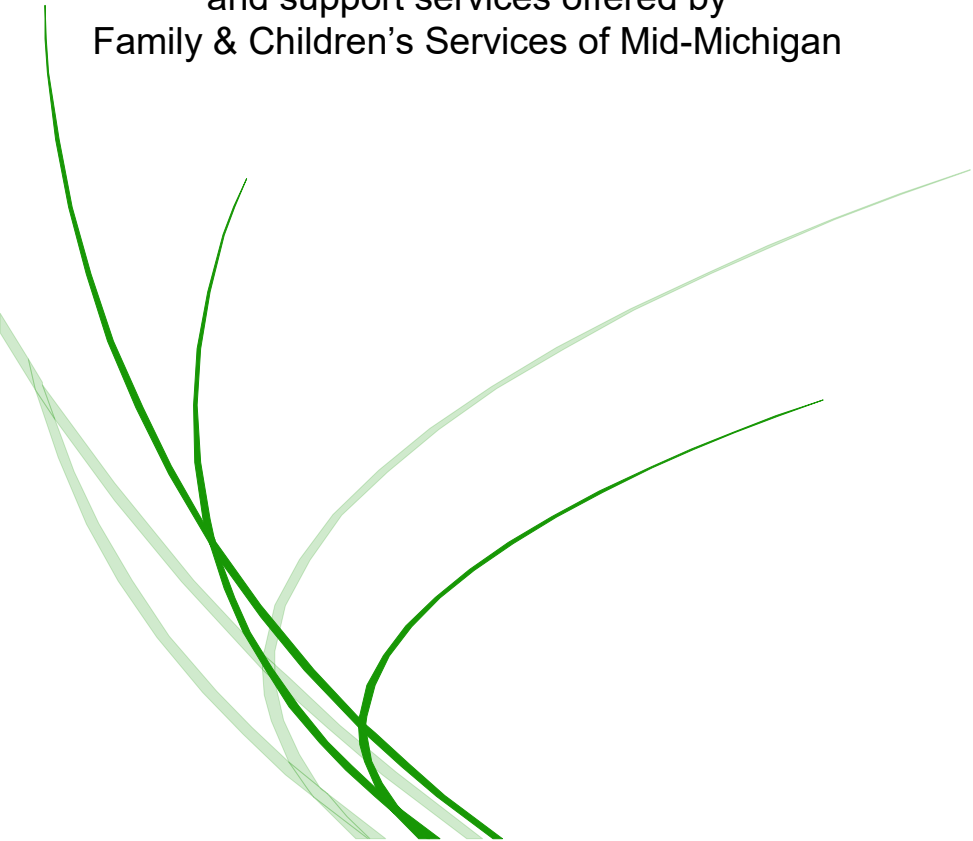 and support services offered by
Family & Children’s Services of Mid-Michigan